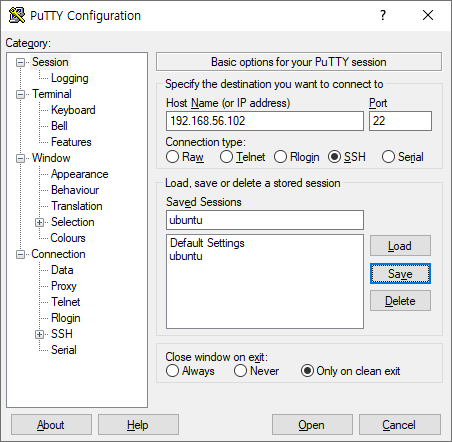 PuTTY Configuration
?
Category:
Session
Logging
Terminal
Keyboard
Bell
Features
Window
Appearance
Behaviour
Translation
Selection
Colours
Connection
Data
Proxy
Telnet
Rlogin
SSH
Serial
Basic options for your PuTTY session
Specify the destination you want to connect to
Host Name (or IP address) Port
192.168.56.102 22
Connection type:
Raw Telnet Rlogin SSH Serial
Load, save or delete a stored session
Saved Sessions
ubuntu
Default Settings
ubuntu
Load
Save
Delete
Close window on exit:
Always Never Only on clean exit
About Help Open Cancel